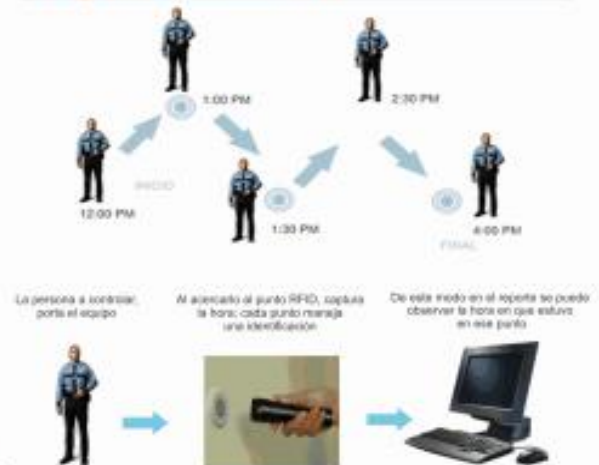 1:00 PM
2:30 PM
INICIO
12:00 PM
1:30 PM
4:00 PM
FINAL
La persona a controlar,
porta el equipo
Al acercarlo al punto RFID, captura
la hora; cada punto maneja
una identificación
De este modo en el reporte se puede
observar la hora en que estuvo
en ese punto